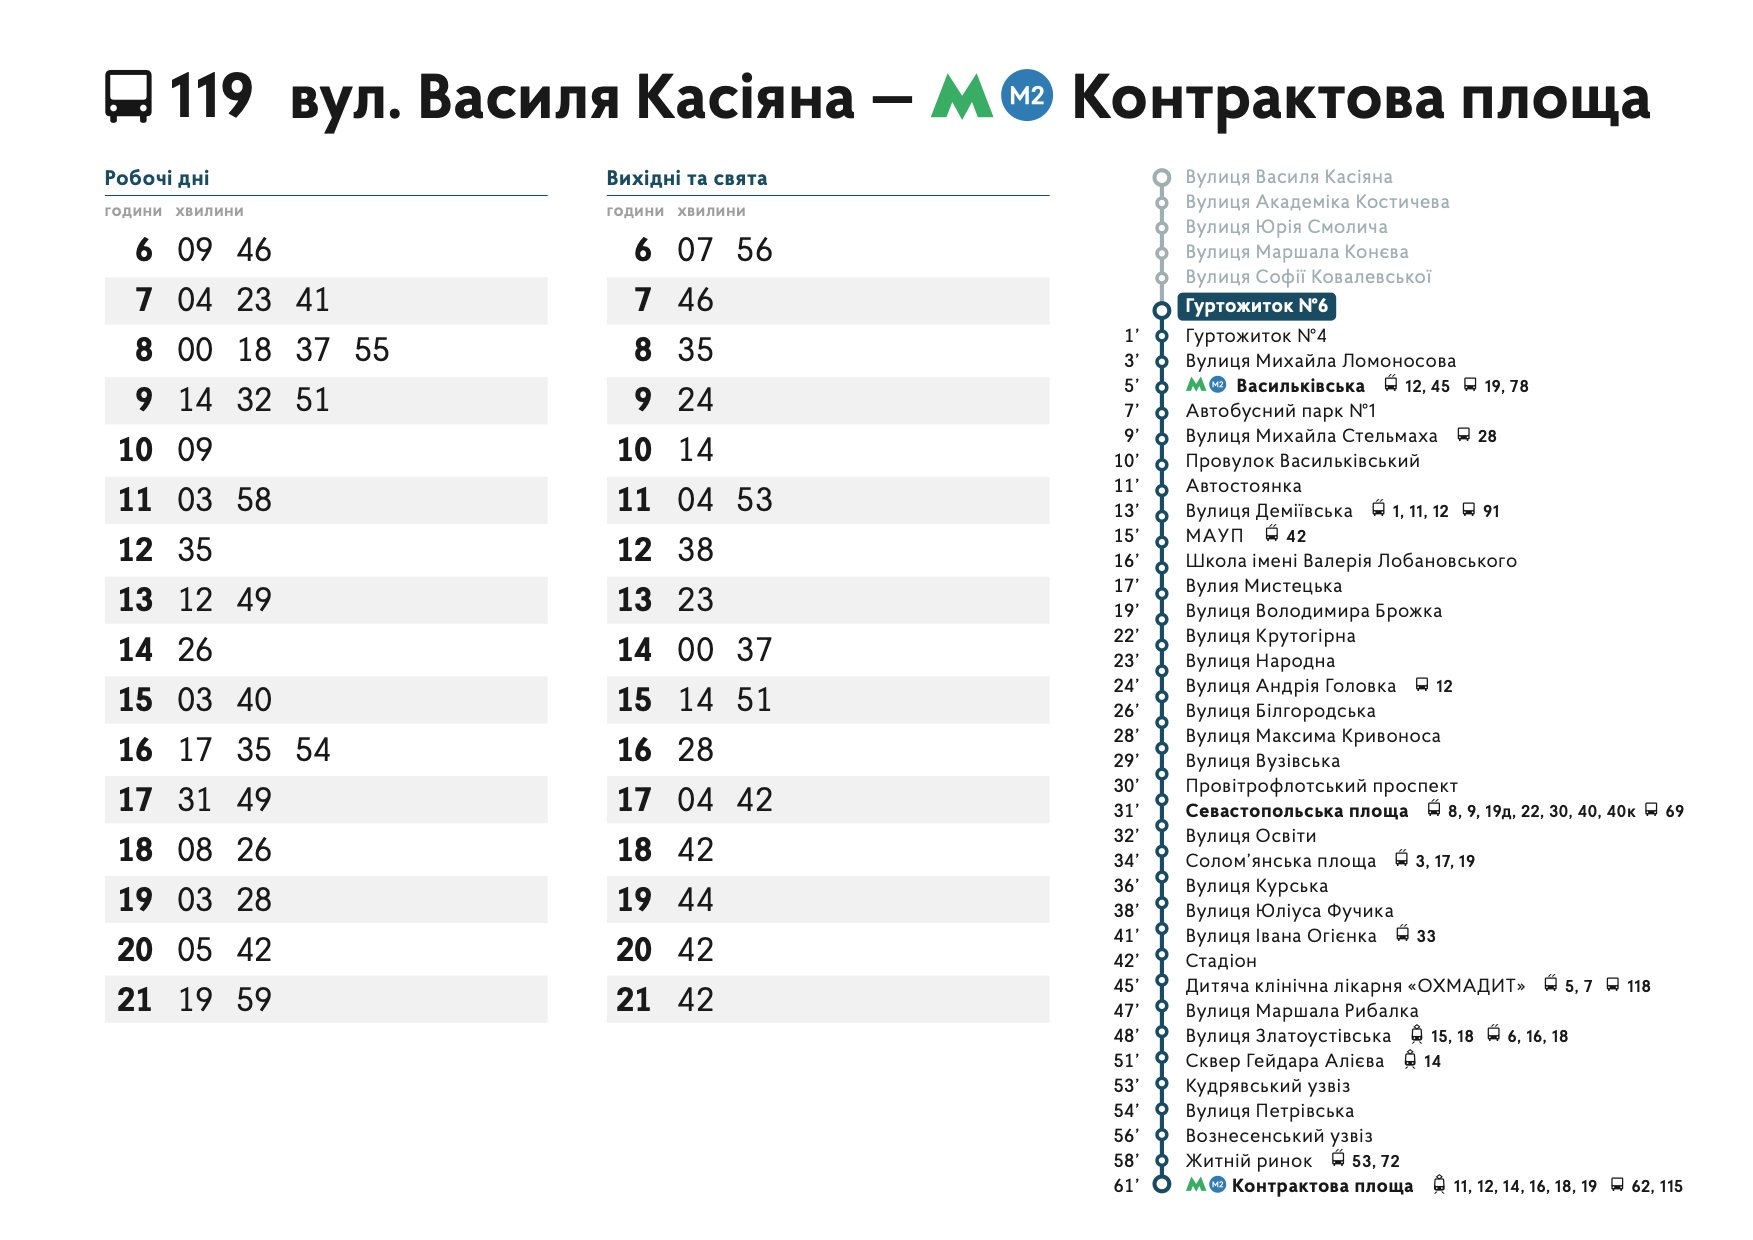 119 вул. Василя Касіяна — М М2 Контрактова площа
Робочі дні
години хвилини
6 09 46
7 04 23 41
8 00 18 37 55
9 14 32 51
10 09
11 03 58
12 35
13 12 49
14 26
15 03 40
16 17 35 54
17 31 49
18 08 26
19 03 28
20 05 42
21 19 59
Вихідні та свята
години хвилини
6 07 56
7 46
8 35
9 24
10 14
11 04 53
12 38
13 23
14 00 37
15 14 51
16 28
17 04 42
18 42
19 44
20 42
21 42
Вулиця Василя Касіяна
Вулиця Академіка Костичева
Вулиця Юрія Смолича
Вулиця Маршала Конєва
Вулиця Софії Ковалевської
Гуртожиток №6
1’ Гуртожиток №4
3’ Вулиця Михайла Ломоносова
5’ М М2 Васильківська 12, 45 19, 78
7’ Автобусний парк №1
9’ Вулиця Михайла Стельмаха 28
10’ Провулок Васильківський
11’ Автостоянка
13’ Вулиця Деміївська 1, 11, 12 91
15’ МАУП 42
16’ Школа імені Валерія Лобановського
17’ Вулия Мистецька
19’ Вулиця Володимира Брожка
22’ Вулиця Крутогірна
23’ Вулиця Народна
24’ Вулиця Андрія Головка 12
26’ Вулиця Білгородська
28’ Вулиця Максима Кривоноса
29’ Вулиця Вузівська
30’ Провітрофлотський проспект
31’ Севастопольська площа 8, 9, 19д, 22, 30, 40, 40к 69
32’ Вулиця Освіти
34’ Солом’янська площа 3, 17, 19
36’ Вулиця Курська
38’ Вулиця Юліуса Фучика
41’ Вулиця Івана Огієнка 33
42’ Стадіон
45’ Дитяча клінічна лікарня «ОХМАДИТ» 5, 7 118
47’ Вулиця Маршала Рибалка
48’ Вулиця Златоустівська 15, 18 6, 16, 18
51’ Сквер Гейдара Алієва 14
53’ Кудрявський узвіз
54’ Вулиця Петрівська
56’ Вознесенський узвіз
58’ Житній ринок 53, 72
61’ М М2 Контрактова площа 11, 12, 14, 16, 18, 19 62, 115